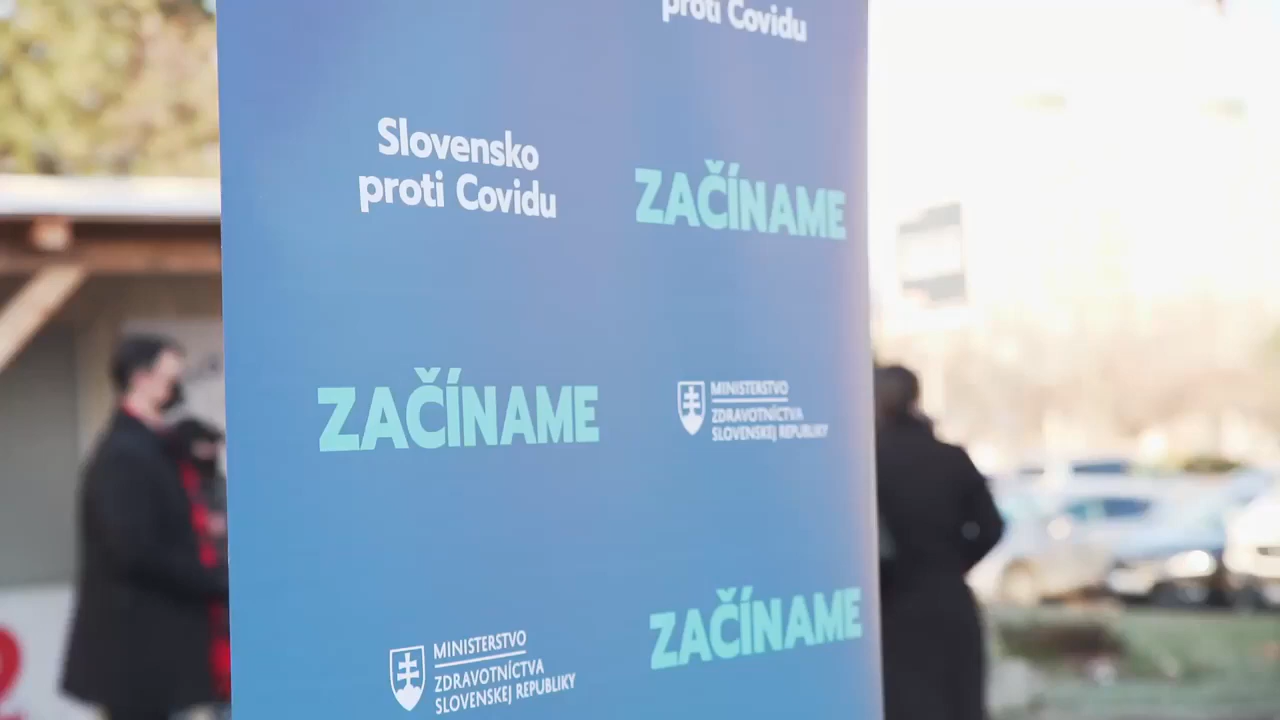 proti Covidu
Slovensko
proti Covidu
ZAČÍNAME
ZAČÍNAME
MINISTERSTVO
ZDRAVOTNÍCTVA
SLOVENSKEJ REPUBLIKY
MINISTERSTVO
ZDRAVOTNÍCTVA
SLOVENSKEJ REPUBLIKY
ZAČÍNAME